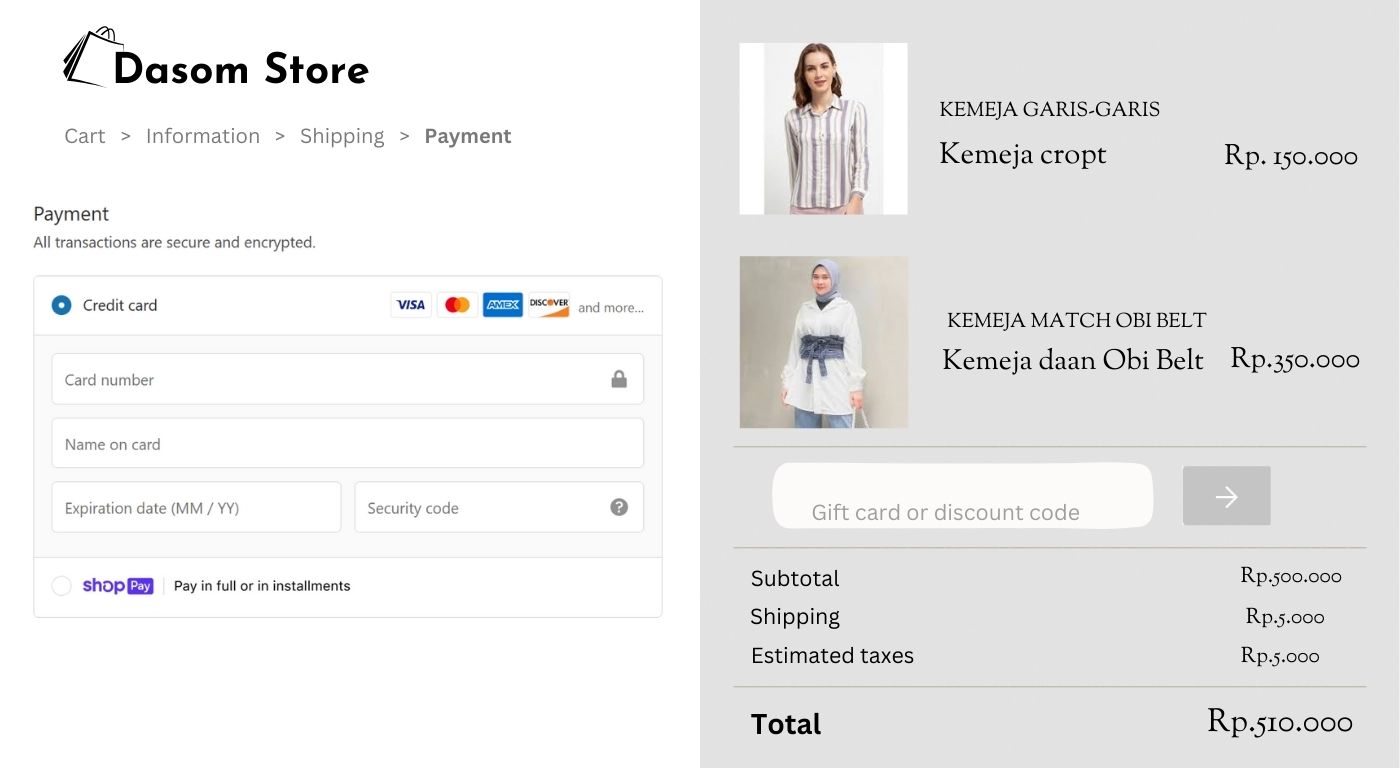 Dasom Store
Cart > Information > Shipping > Payment
Payment
All transactions are secure and encrypted.
Credit card VISA AMEX DISCOVER and more...
Card number
Name on card
Expiration date (MM / YY) Security code ?
shop Pay Pay in full or in installments
KEMEJA GARIS-GARIS
Kemeja cropt Rp. 150.000
KEMEJA MATCH OBI BELT
Kemeja daan Obi Belt Rp.350.000
Gift card or discount code
Subtotal Rp.500.000
Shipping Rp.5.000
Estimated taxes Rp.5.000
Total Rp.510.000